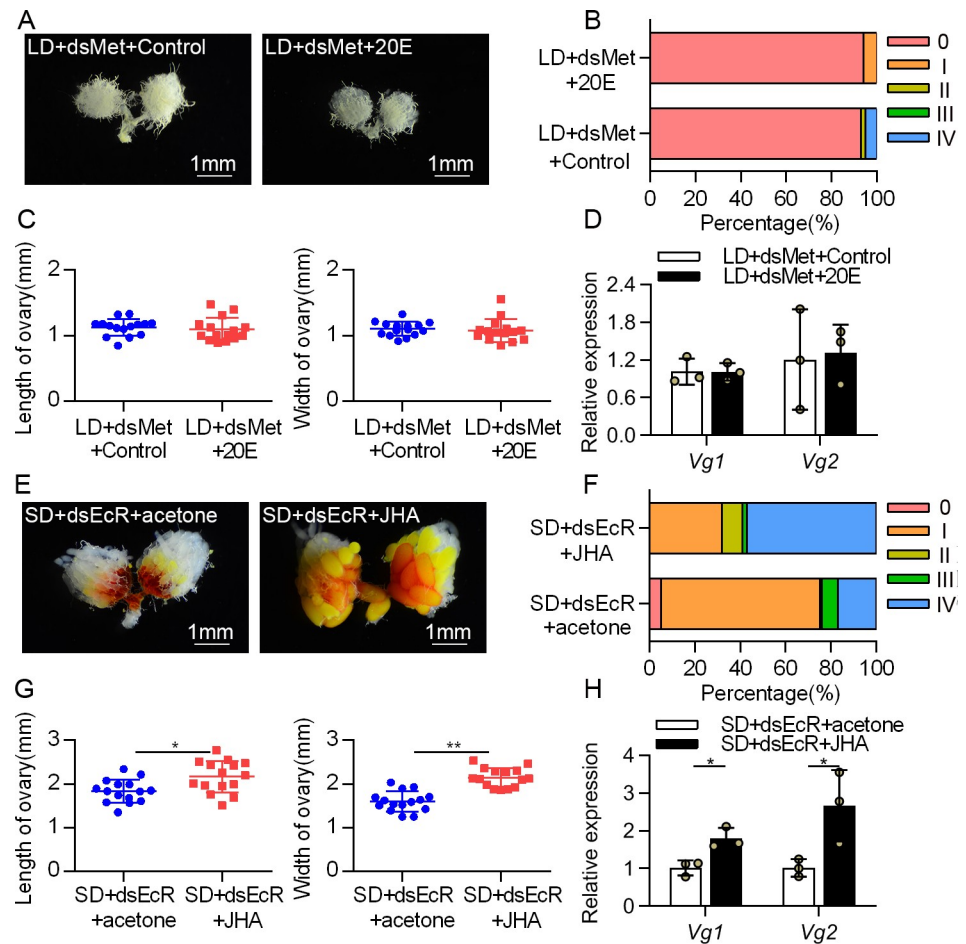 A
LD+dsMet+Control
LD+dsMet+20E
1mm
1mm
B
LD+dsMet
+20E
LD+dsMet
+Control
0
I
II
III
IV
0 20 40 60 80 100
Percentage(%)
C
Length of ovary(mm)
2
1
0
LD+dsMet
+Control
LD+dsMet
+20E
Width of ovary(mm)
2
1
0
LD+dsMet
+Control
LD+dsMet
+20E
D
LD+dsMet+Control
LD+dsMet+20E
Relative expression
2.4
1.8
1.2
0.6
0.0
Vg1
Vg2
E
SD+dsEcR+acetone
SD+dsEcR+JHA
1mm
1mm
F
SD+dsEcR
+JHA
SD+dsEcR
+acetone
0
I
II
III
IV
0 20 40 60 80 100
Percentage(%)
G
Length of ovary(mm)
3
2
1
0
*
SD+dsEcR
+acetone
SD+dsEcR
+JHA
Width of ovary(mm)
3
2
1
0
**
SD+dsEcR
+acetone
SD+dsEcR
+JHA
H
SD+dsEcR+acetone
SD+dsEcR+JHA
Relative expression
4
3
2
1
0
*
*
Vg1
Vg2